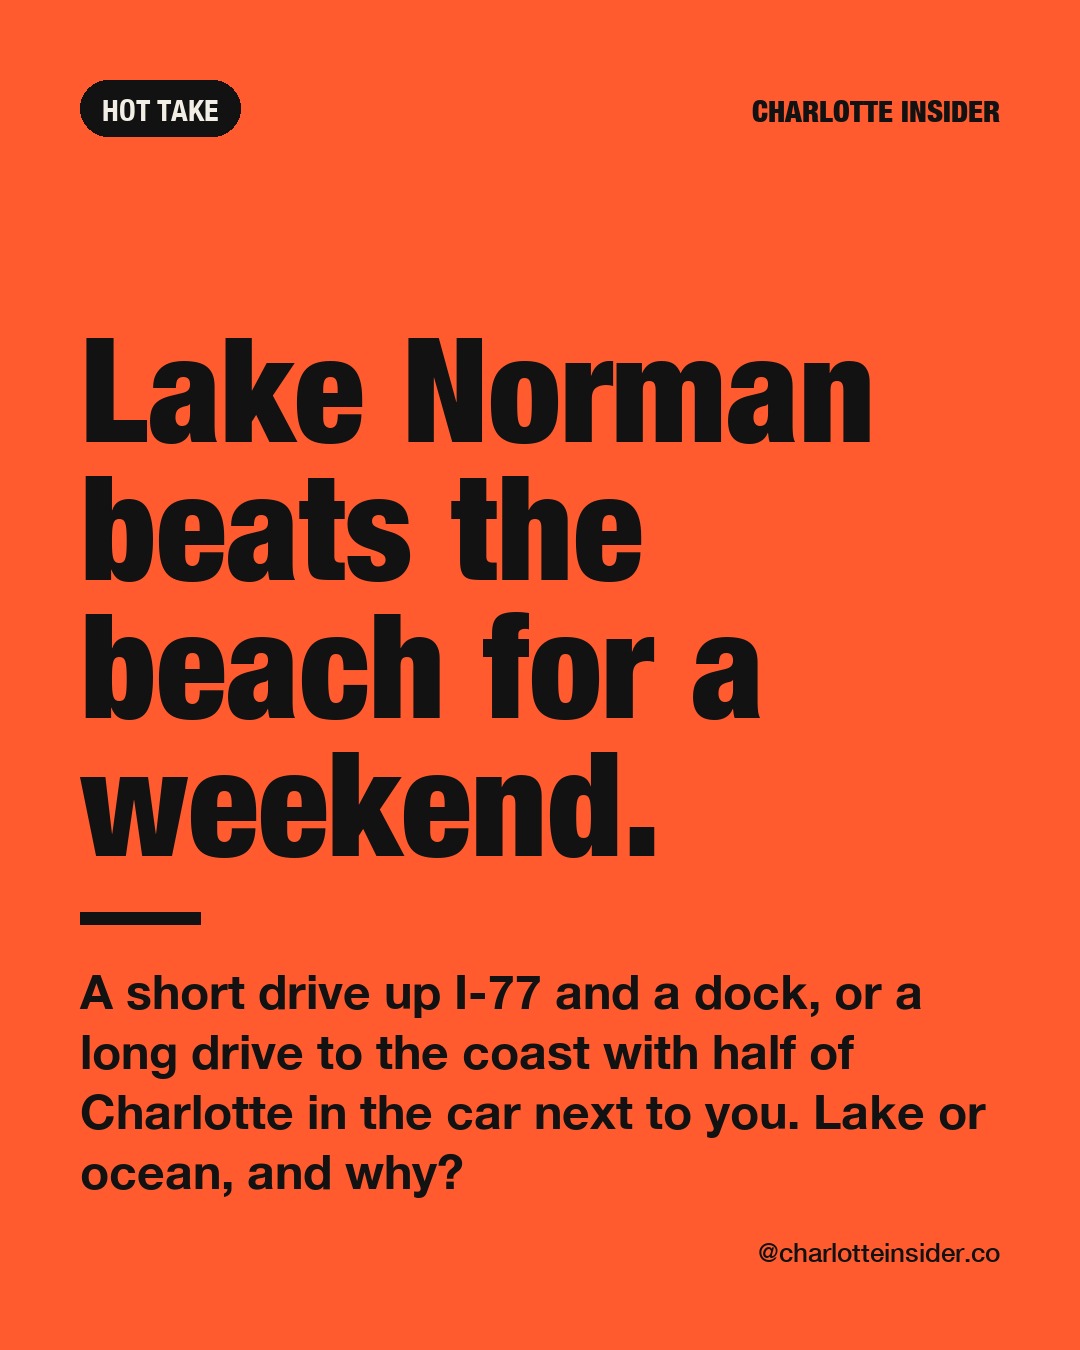 HOT TAKE
CHARLOTTE INSIDER
Lake Norman
beats the
beach for a
weekend.
A short drive up I-77 and a dock, or a
long drive to the coast with half of
Charlotte in the car next to you. Lake or
ocean, and why?
@charlotteinsider.co